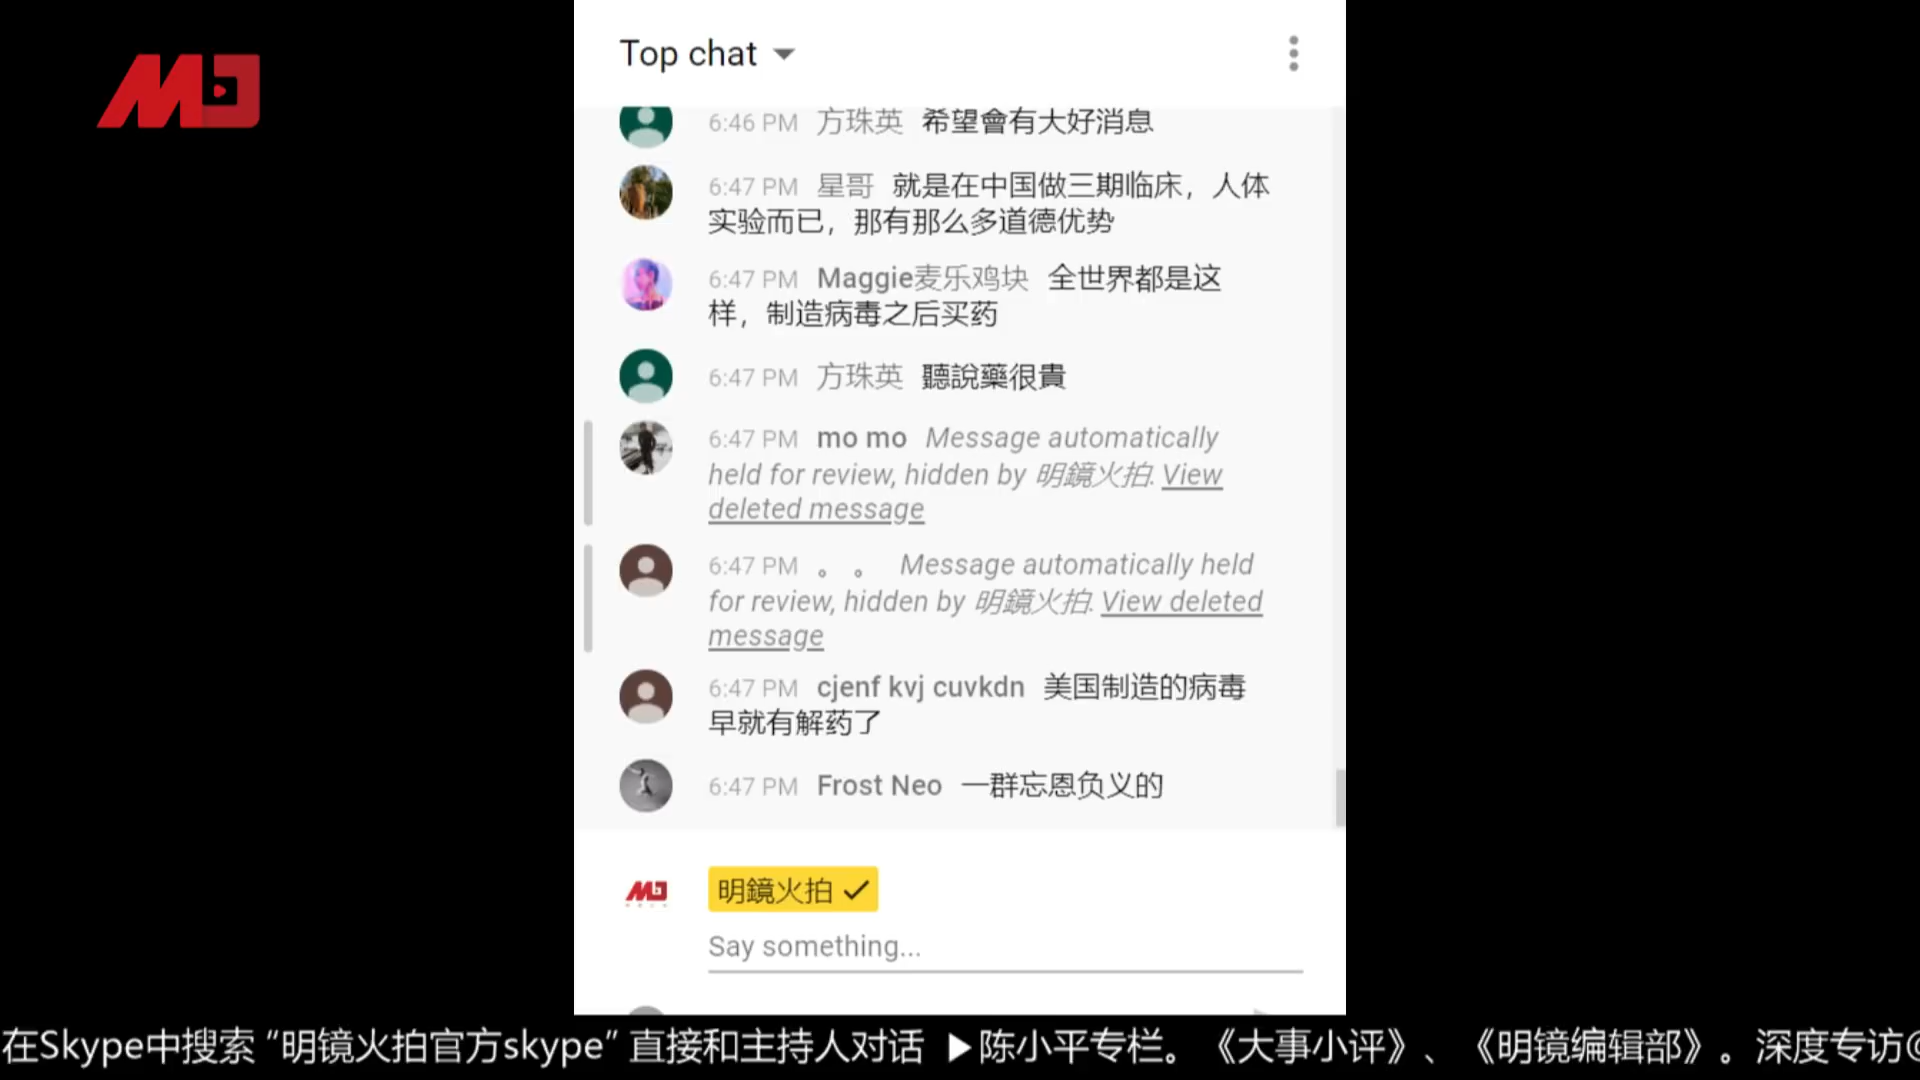 MJ
Top chat
6:46 PM 方珠英 希望會有大好消息
6:47 PM 星哥 就是在中国做三期临床，人体
实验而已，那有那么多道德优势
6:47 PM Maggie麦乐鸡块 全世界都是这
样，制造病毒之后买药
6:47 PM 方珠英 聽說藥很貴
6:47 PM mo mo Message automatically
held for review, hidden by 明鏡火拍. View
deleted message
6:47 PM 。。 Message automatically held
for review, hidden by 明鏡火拍. View deleted
message
6:47 PM cjenf kvj cuvkdn 美国制造的病毒
早就有解药了
6:47 PM Frost Neo 一群忘恩负义的
明鏡火拍
Say something...
在Skype中搜索 “明镜火拍官方skype” 直接和主持人对话 ▶陈小平专栏。《大事小评》、《明镜编辑部》。深度专访@